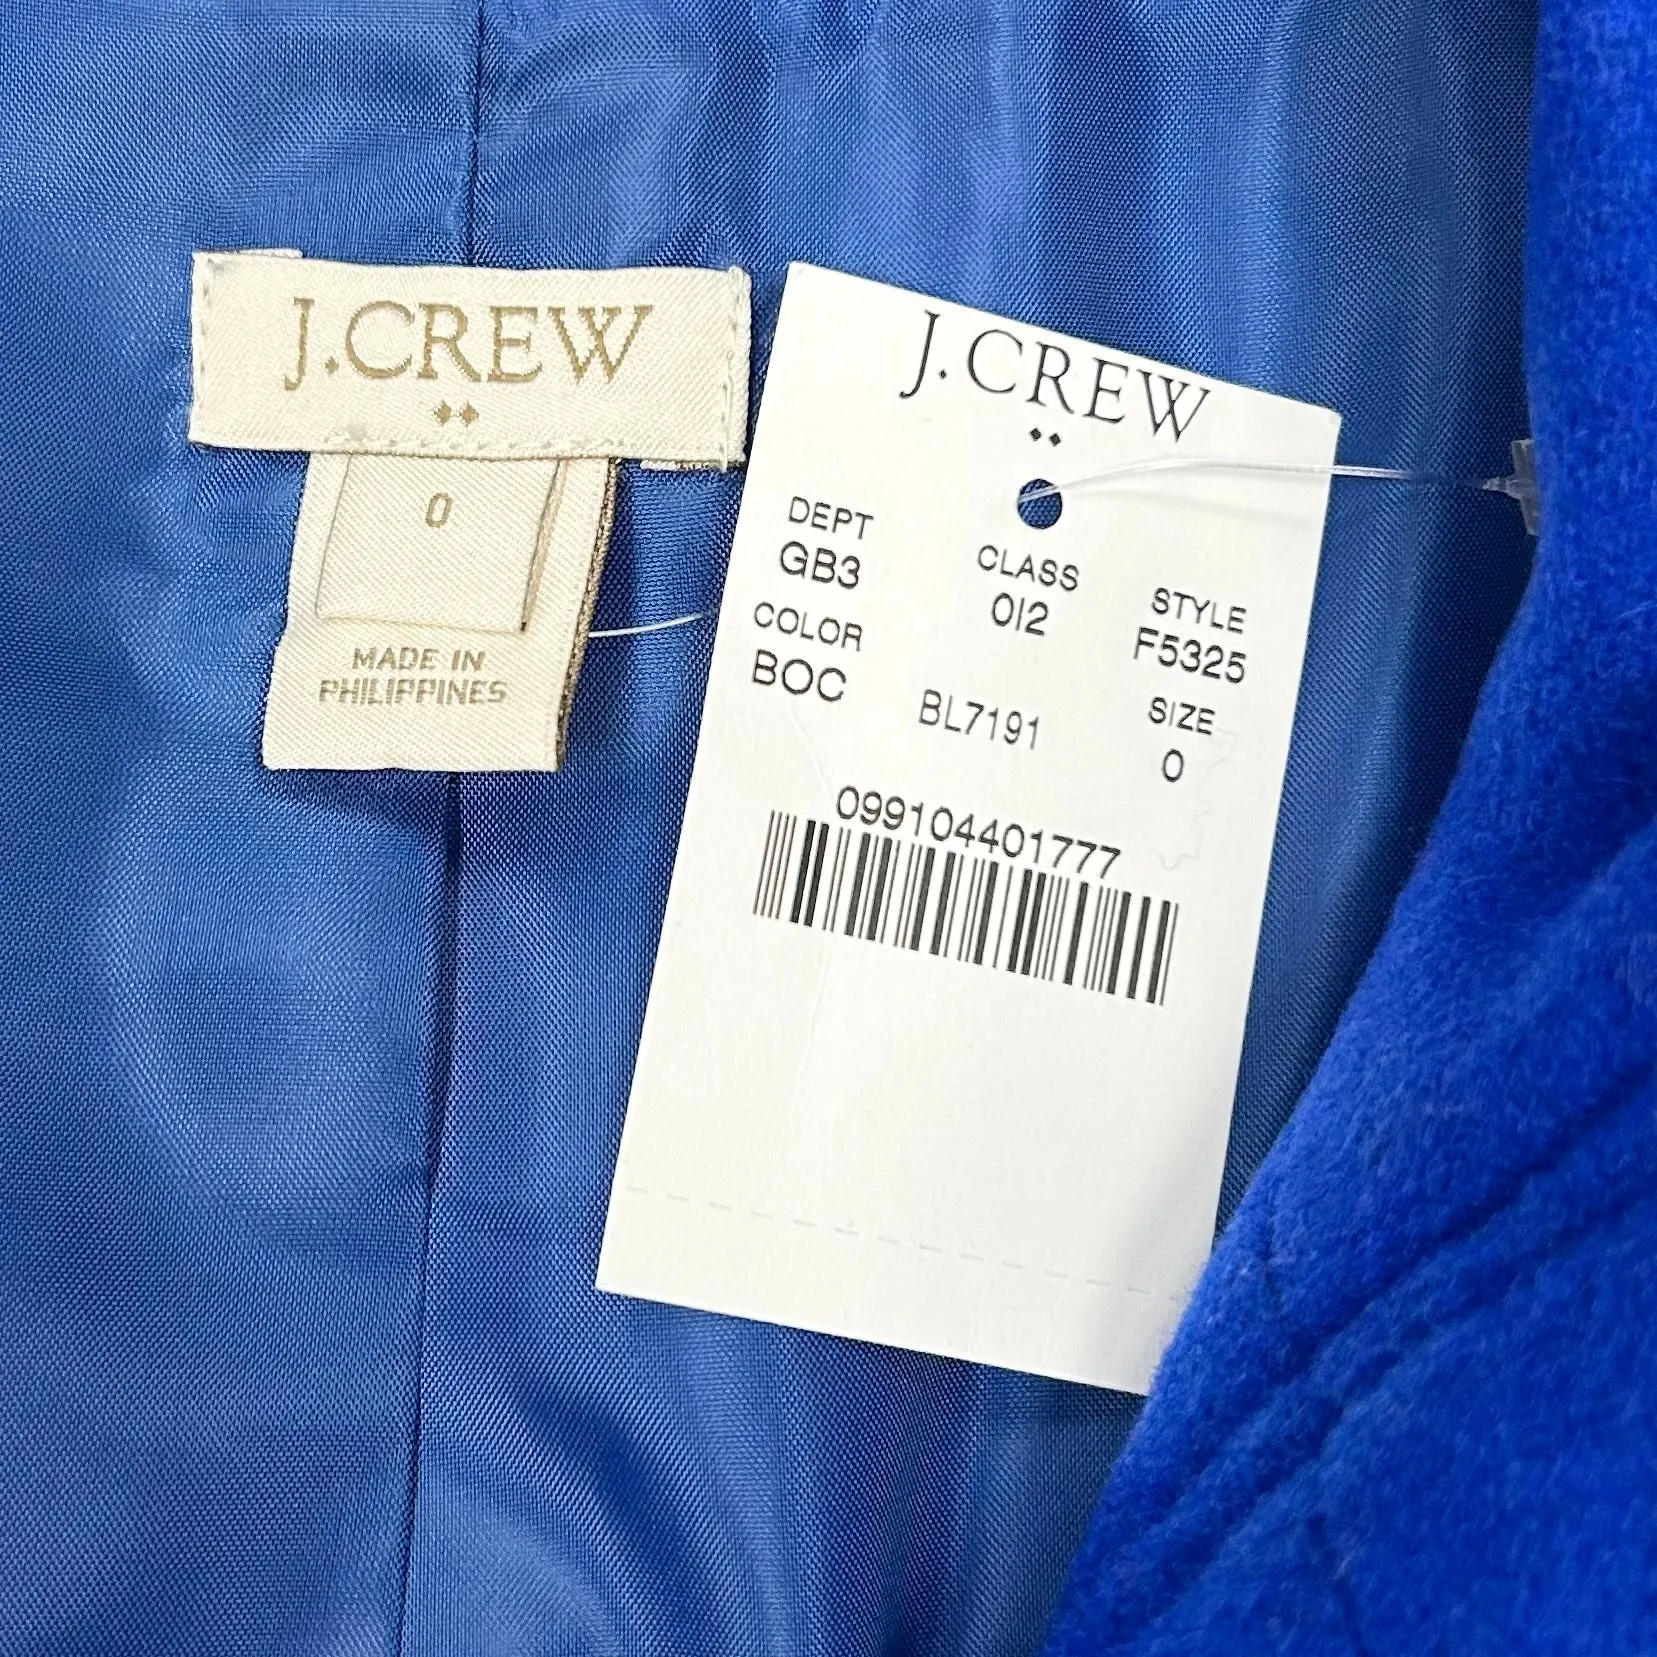 J.CREW
0
MADE IN
PHILIPPINES
J.CREW
DEPT CLASS STYLE
GB3 012 F5325
COLOR SIZE
BOC BL7191 0
099104401777